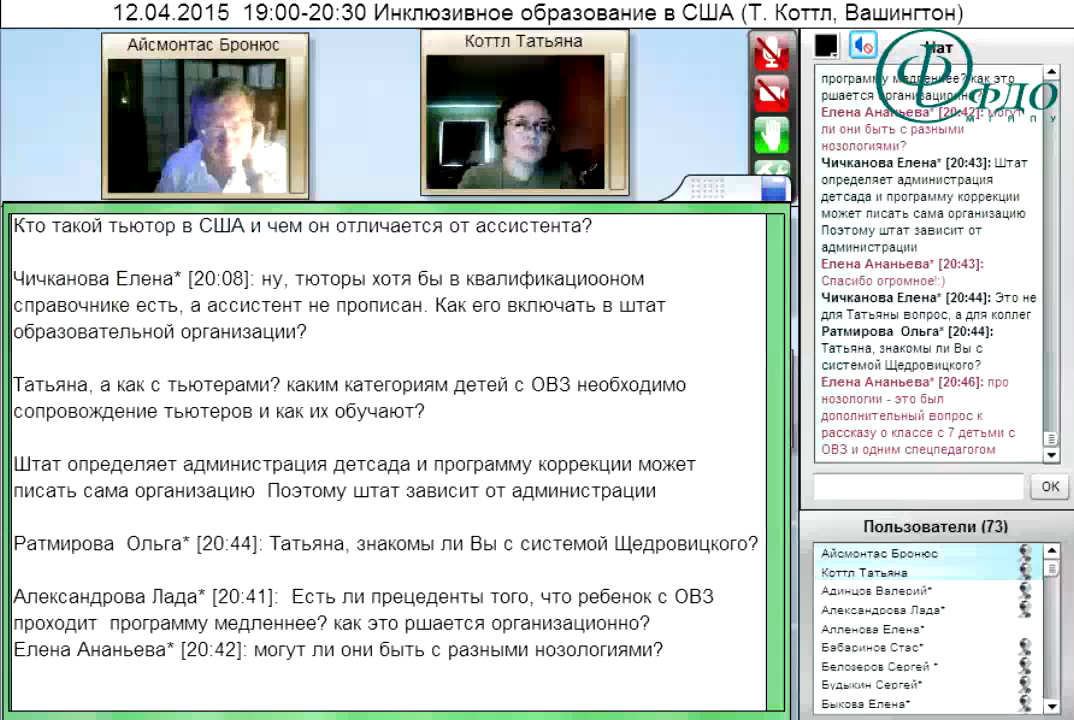 12.04.2015 19:00-20:30 Инклюзивное образование в США (Т. Коттл, Вашингтон)
Айсмонтас Бронюс
Коттл Татьяна
Кто такой тьютор в США и чем он отличается от ассистента?
Чичканова Елена* [20:08]: ну, тюторы хотя бы в квалификациооном
справочнике есть, а ассистент не прописан. Как его включать в штат
образовательной организации?
Татьяна, а как с тьютерами? каким категориям детей с ОВЗ необходимо
сопровождение тьютеров и как их обучают?
Штат определяет администрация детсада и программу коррекции может
писать сама организацию Поэтому штат зависит от администрации
Ратмирова Ольга* [20:44]: Татьяна, знакомы ли Вы с системой Щедровицкого?
Александрова Лада* [20:41]: Есть ли прецеденты того, что ребенок с ОВЗ
проходит программу медленнее? как это ршается организационно?
Елена Ананьева* [20:42]: могут ли они быть с разными нозологиями?
Чат
ФДО
МГППУ
программу медленнее? как это
ршается организационно?
Елена Ананьева* [20:42]: могут
ли они быть с разными
нозологиями?
Чичканова Елена* [20:43]: Штат
определяет администрация
детсада и программу коррекции
может писать сама организацию
Поэтому штат зависит от
администрации
Елена Ананьева* [20:43]:
Спасибо огромное!:)
Чичканова Елена* [20:44]: Это не
для Татьяны вопрос, а для коллег
Ратмирова Ольга* [20:44]:
Татьяна, знакомы ли Вы с
системой Щедровицкого?
Елена Ананьева* [20:46]: про
нозологии - это был
дополнительный вопрос к
рассказу о классе с 7 детьми с
ОВЗ и одним спецпедагогом
OK
Пользователи (73)
Айсмонтас Бронюс
Коттл Татьяна
Адинцов Валерий*
Александрова Лада*
Алленова Елена*
Бабаринов Стас*
Белозеров Сергей *
Будыкин Сергей*
Быкова Елена*